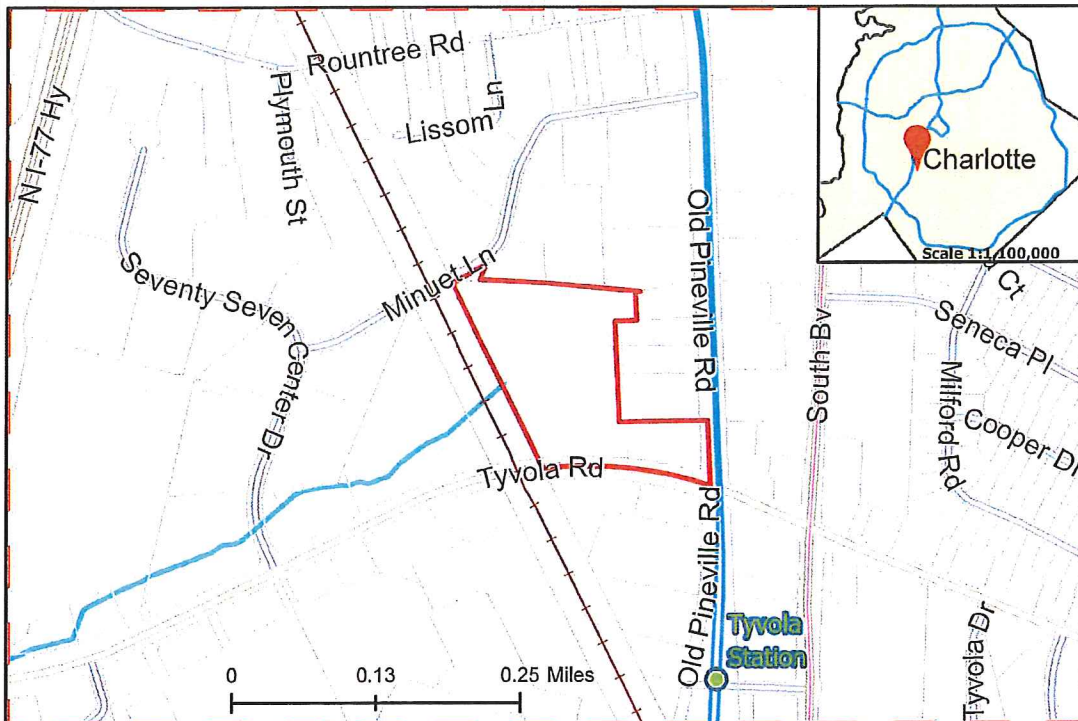 N I-77 Hy
Plymouth St
Rountree Rd
Lissom Ln
Charlotte
Scale 1:1,100,000
Old Pineville Rd
Minuet Ln
Seventy Seven Center Dr
South Bv
Ct
Seneca Pl
Milford Rd
Cooper Dr
Tyvola Rd
Old Pineville Rd
Tyvola
Station
Tyvola Dr
0 0.13 0.25 Miles